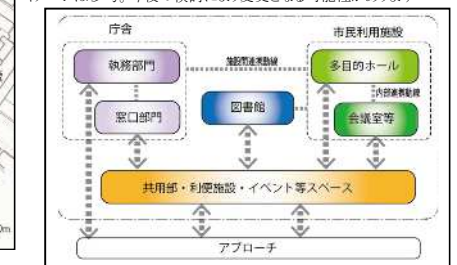 庁舎
市民利用施設
執務部門
施設間連携動線
多目的ホール
図書館
内部連携動線
窓口部門
会議室等
共用部・利便施設・イベント等スペース
アプローチ